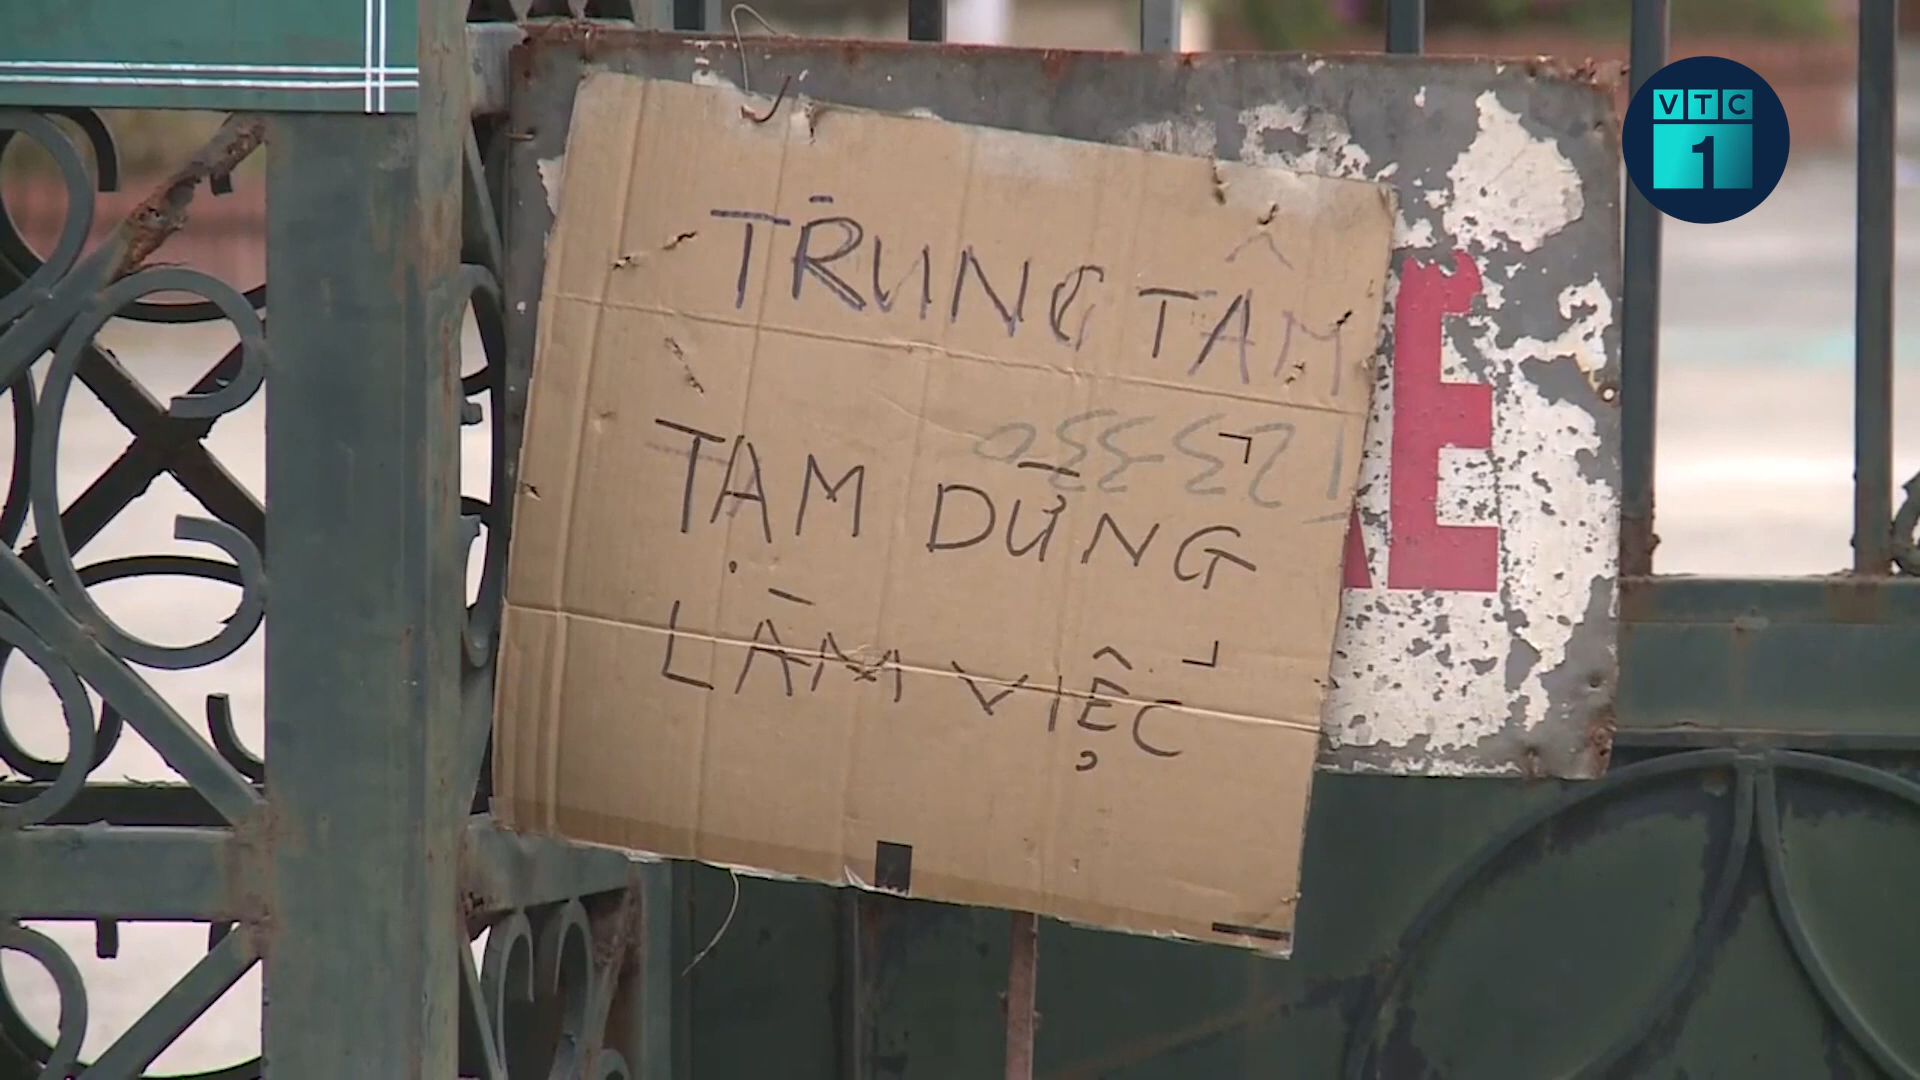 VTC
1
TRUNG TÂM
TẠM DỪNG
LÀM VIỆC